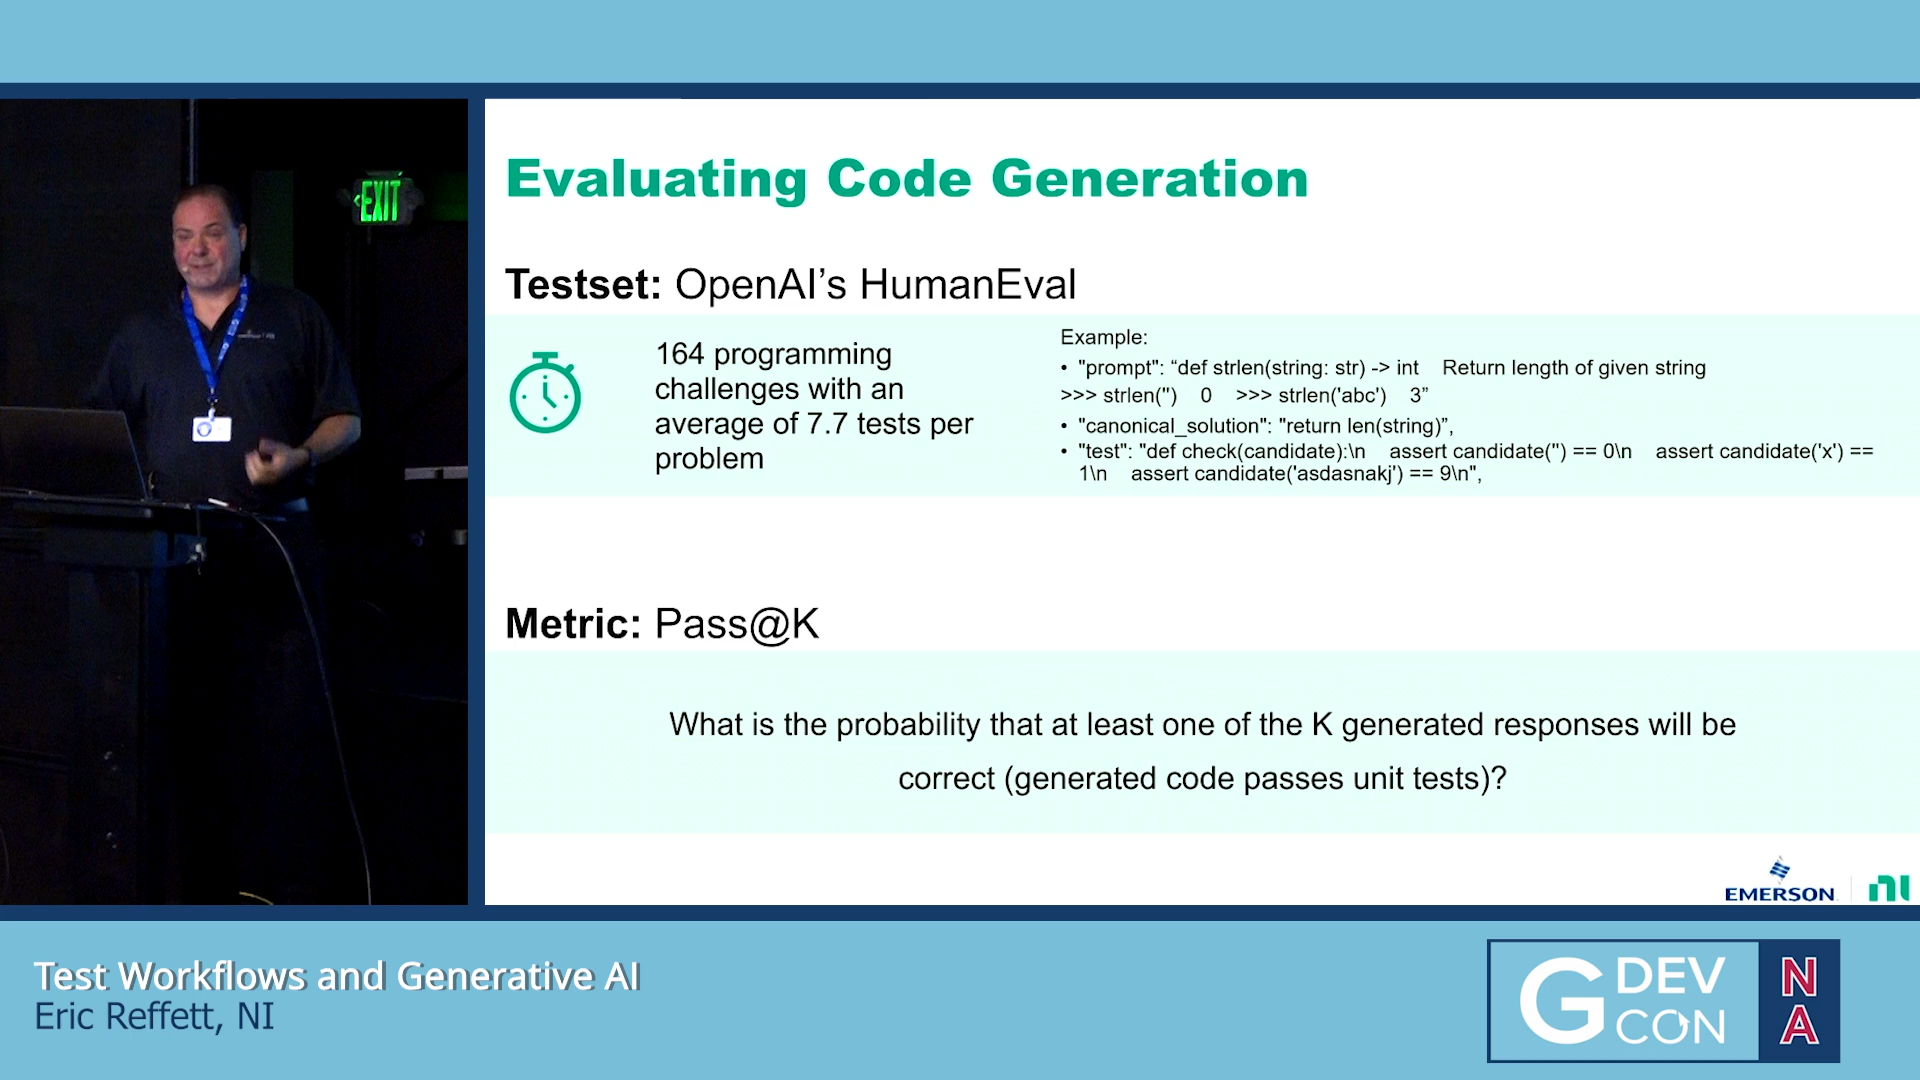 EXIT
Evaluating Code Generation
Testset: OpenAI’s HumanEval
164 programming
challenges with an
average of 7.7 tests per
problem
Example:
• "prompt": “def strlen(string: str) -> int    Return length of given string
>>> strlen('')    0    >>> strlen('abc')    3”
• "canonical_solution": "return len(string)”,
• "test": "def check(candidate):\n    assert candidate('') == 0\n    assert candidate('x') ==
1\n    assert candidate('asdasnakj') == 9\n",
Metric: Pass@K
What is the probability that at least one of the K generated responses will be
correct (generated code passes unit tests)?
EMERSON
ni
Test Workflows and Generative AI
Eric Reffett, NI
G DEV CON NA